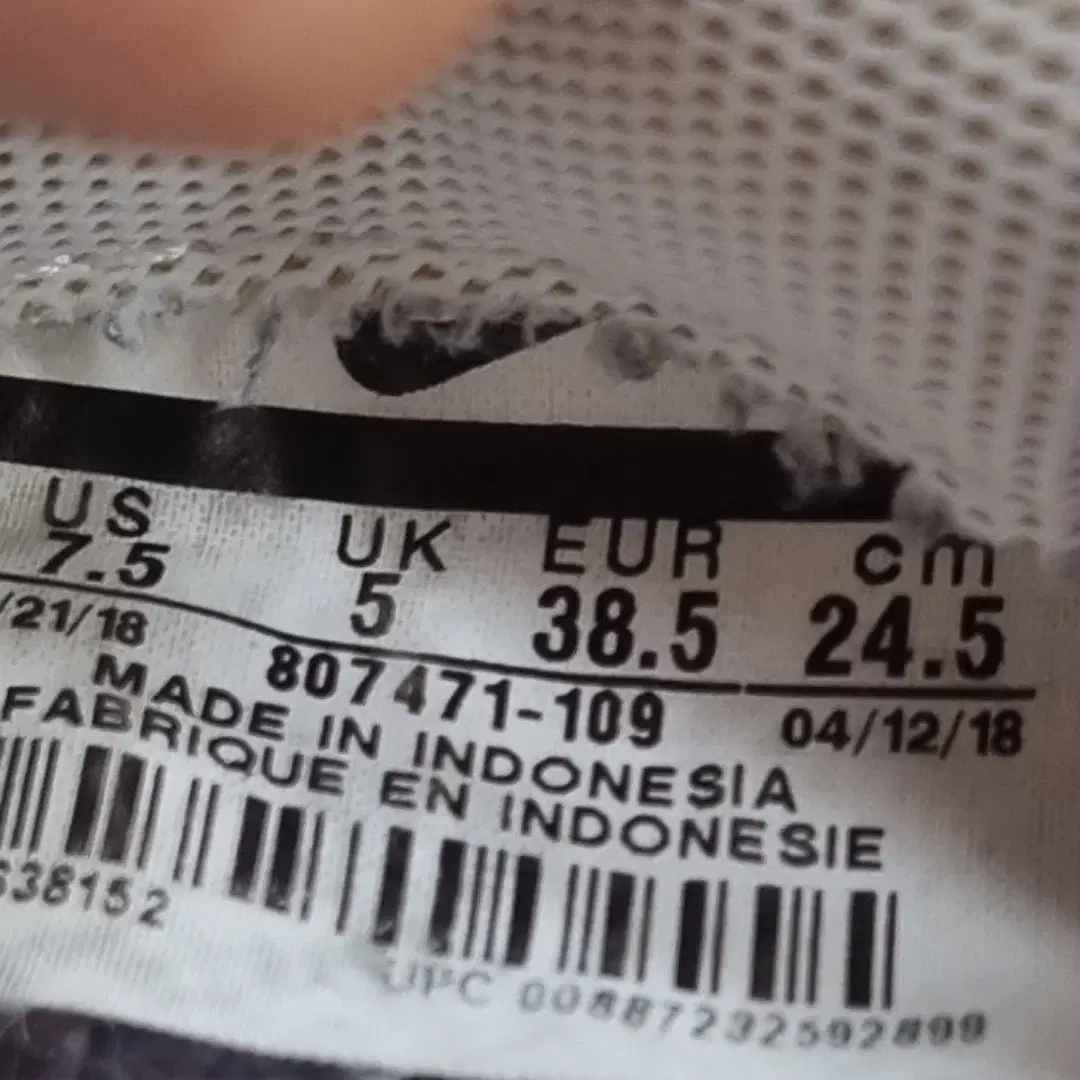 US UK EUR cm
7.5 5 38.5 24.5
/21/18 807471-109 04/12/18
MADE IN INDONESIA
FABRIQUE EN INDONESIE
38152
UPC 00887232592899